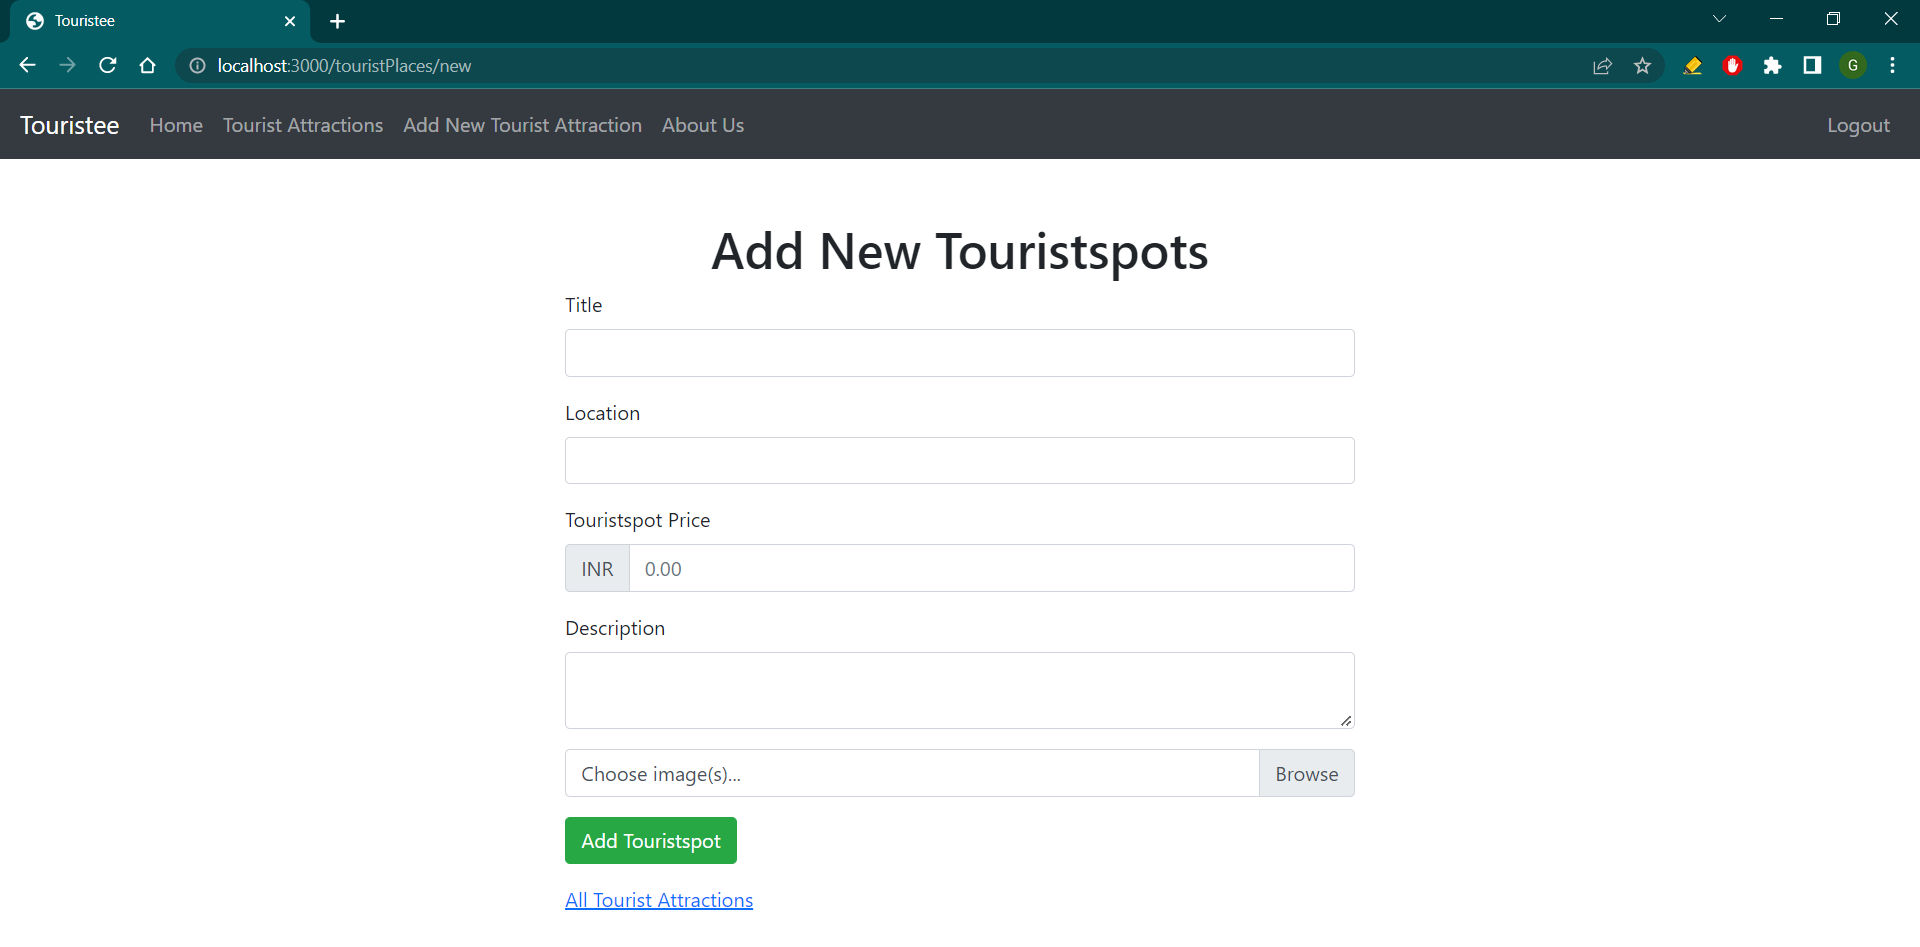 Touristee
localhost:3000/touristPlaces/new
G
Touristee Home Tourist Attractions Add New Tourist Attraction About Us Logout
Add New Touristspots
Title
Location
Touristspot Price
INR 0.00
Description
Choose image(s)... Browse
Add Touristspot
All Tourist Attractions